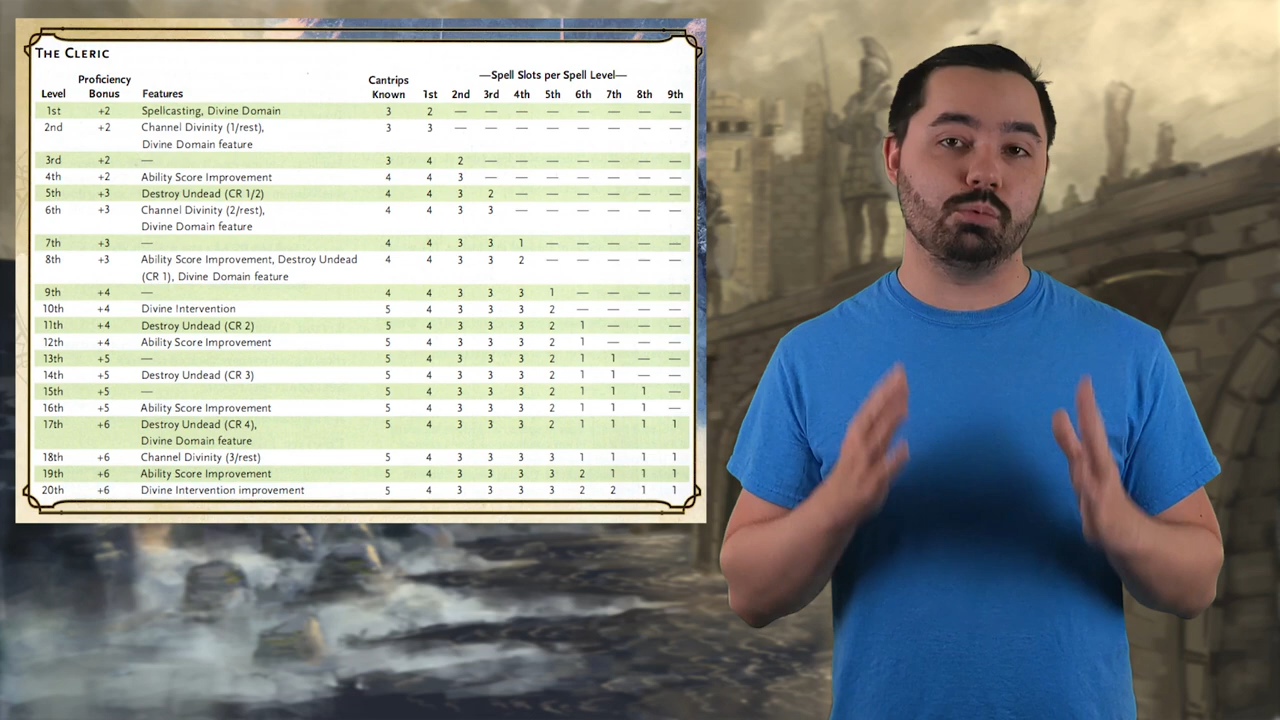 THE CLERIC
—Spell Slots per Spell Level—
Proficiency Cantrips
Level Bonus Features Known 1st 2nd 3rd 4th 5th 6th 7th 8th 9th
1st +2 Spellcasting, Divine Domain 3 2 — — — — — — — —
2nd +2 Channel Divinity (1/rest), 3 3 — — — — — — — —
Divine Domain feature
3rd +2 — 3 4 2 — — — — — — —
4th +2 Ability Score Improvement 4 4 3 — — — — — — —
5th +3 Destroy Undead (CR 1/2) 4 4 3 2 — — — — — —
6th +3 Channel Divinity (2/rest), 4 4 3 3 — — — — — —
Divine Domain feature
7th +3 — 4 4 3 3 1 — — — — —
8th +3 Ability Score Improvement, Destroy Undead 4 4 3 3 2 — — — — —
(CR 1), Divine Domain feature
9th +4 — 4 4 3 3 3 1 — — — —
10th +4 Divine Intervention 5 4 3 3 3 2 — — — —
11th +4 Destroy Undead (CR 2) 5 4 3 3 3 2 1 — — —
12th +4 Ability Score Improvement 5 4 3 3 3 2 1 — — —
13th +5 — 5 4 3 3 3 2 1 1 — —
14th +5 Destroy Undead (CR 3) 5 4 3 3 3 2 1 1 — —
15th +5 — 5 4 3 3 3 2 1 1 1 —
16th +5 Ability Score Improvement 5 4 3 3 3 2 1 1 1 —
17th +6 Destroy Undead (CR 4), 5 4 3 3 3 2 1 1 1 1
Divine Domain feature
18th +6 Channel Divinity (3/rest) 5 4 3 3 3 3 1 1 1 1
19th +6 Ability Score Improvement 5 4 3 3 3 3 2 1 1 1
20th +6 Divine Intervention improvement 5 4 3 3 3 3 2 2 1 1